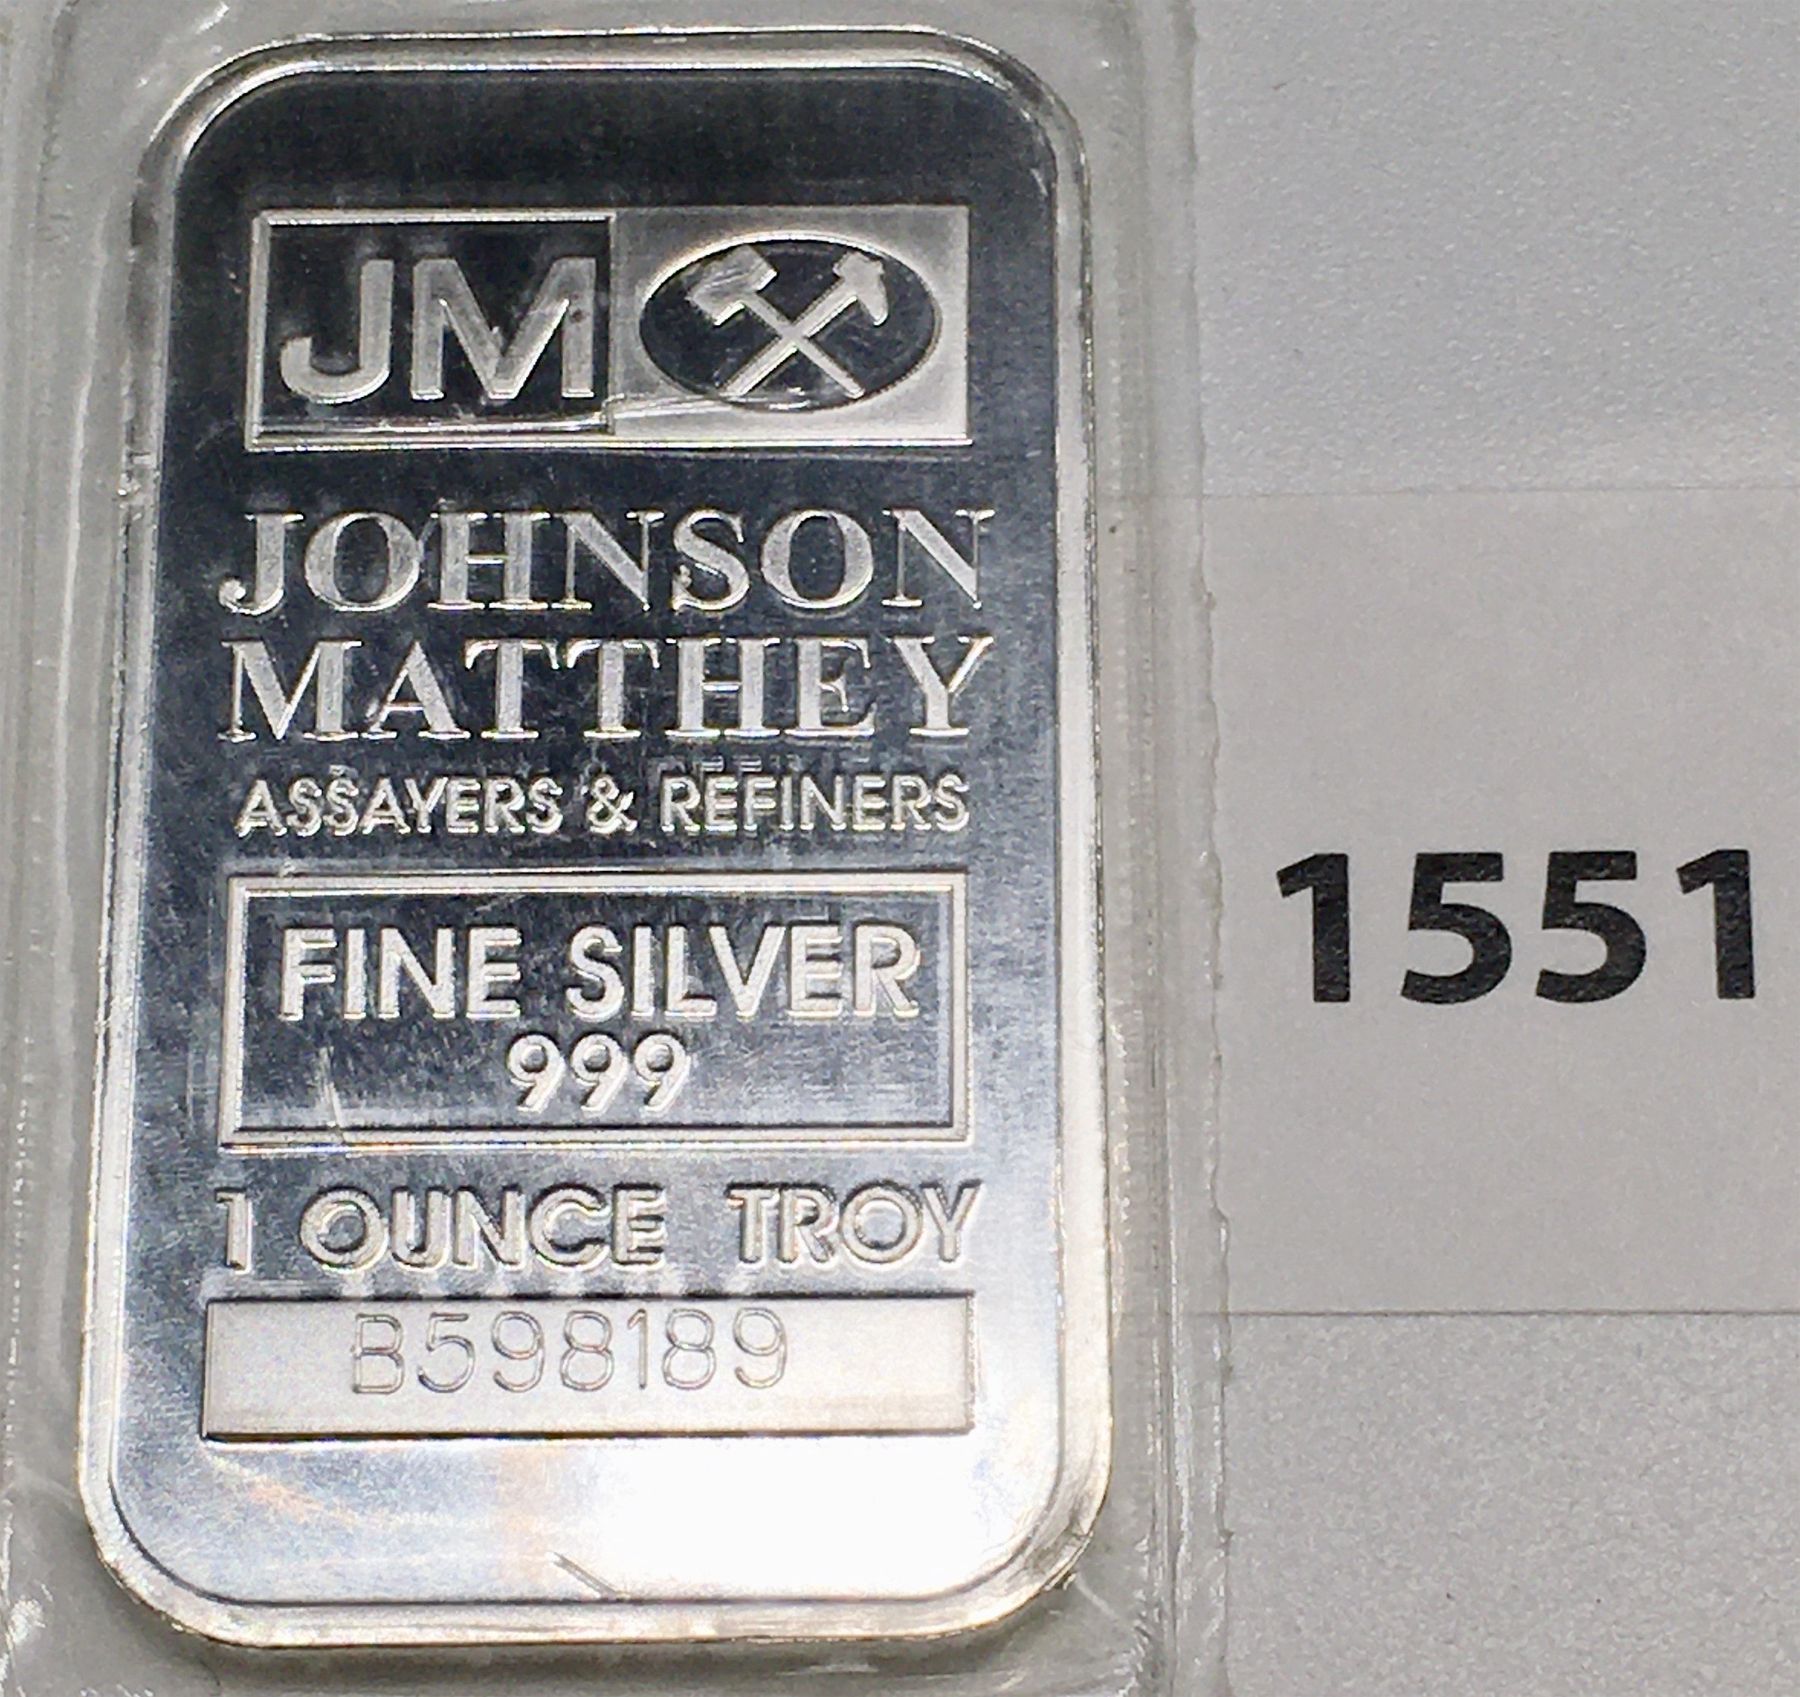 JM
JOHNSON
MATTHEY
ASSAYERS & REFINERS
FINE SILVER
999
1 OUNCE TROY
B598189
1551